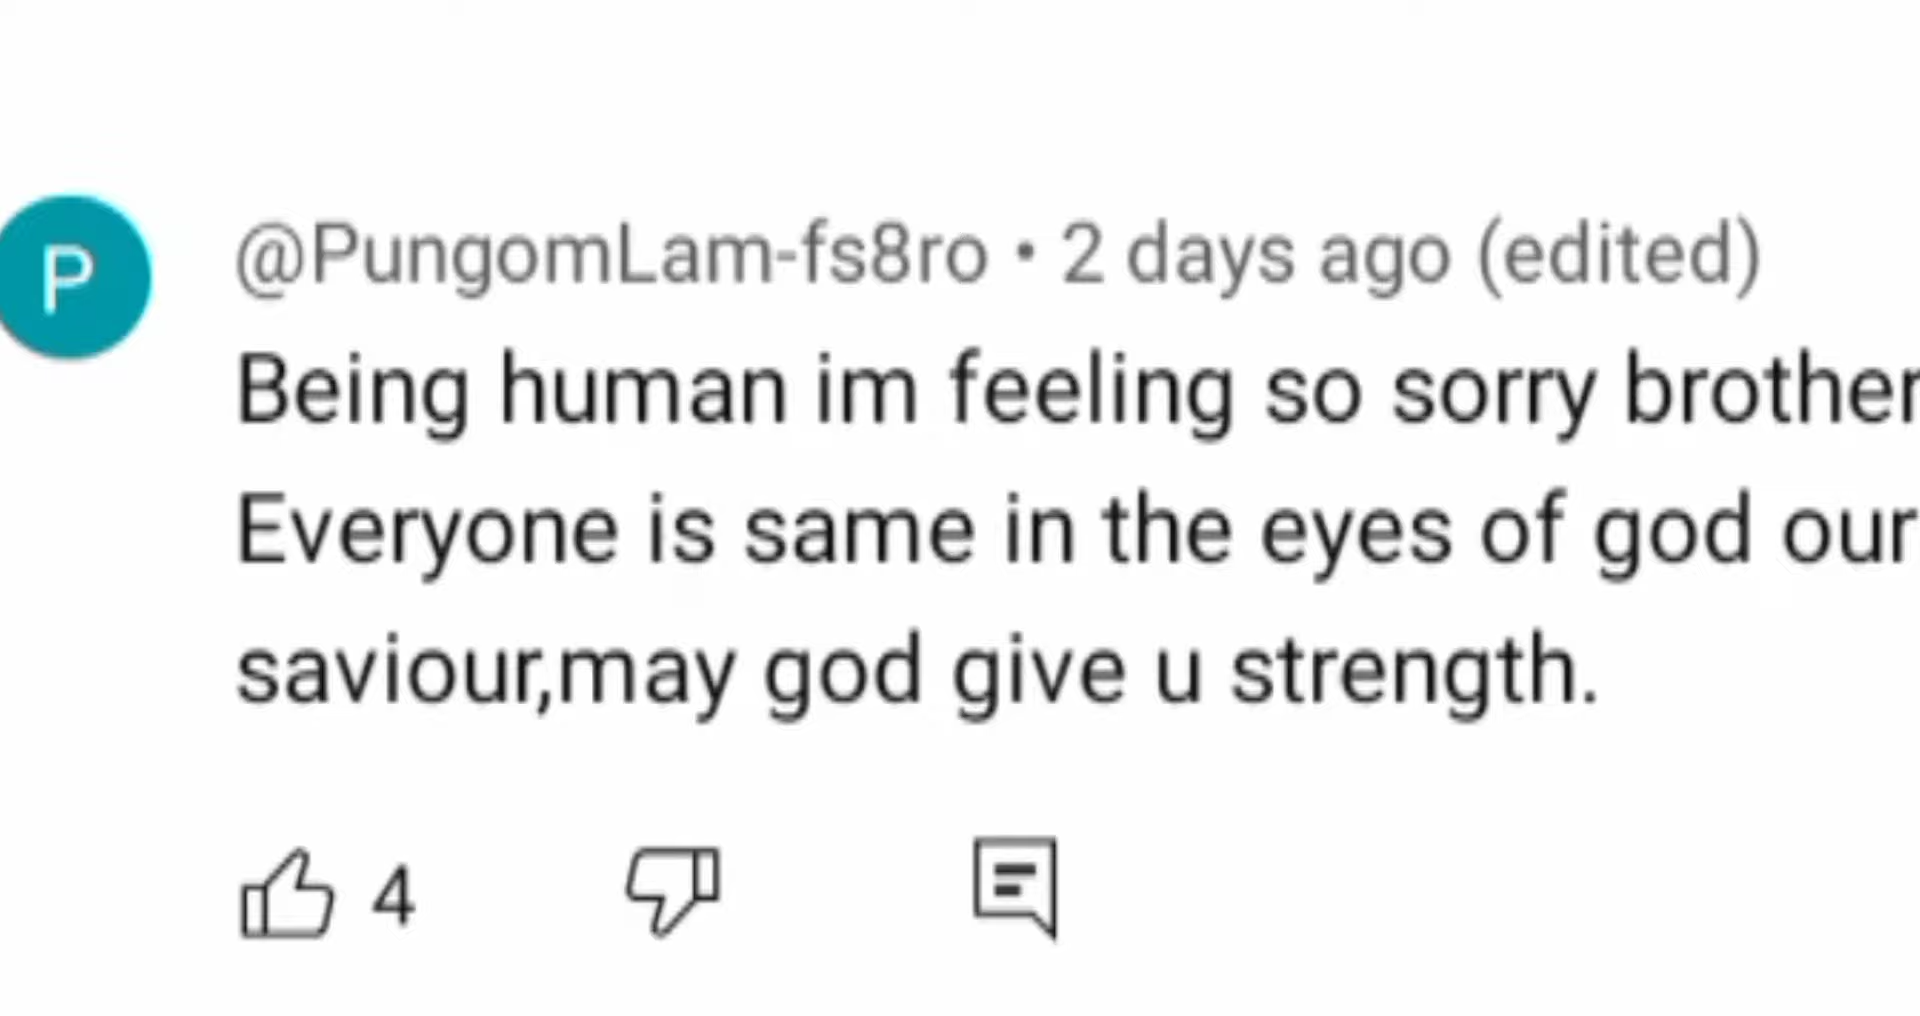 P
@PungomLam-fs8ro • 2 days ago (edited)
Being human im feeling so sorry brother
Everyone is same in the eyes of god our
saviour,may god give u strength.
4